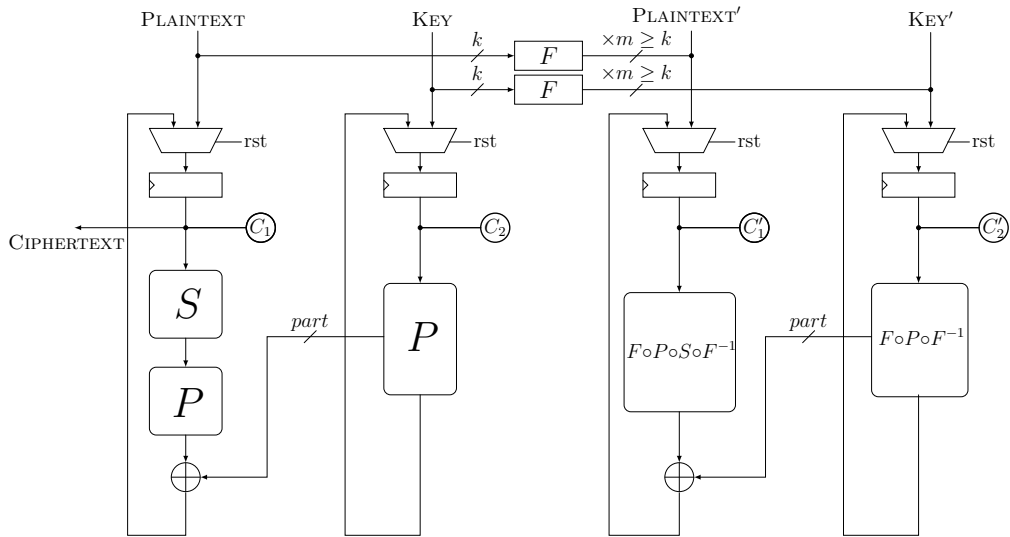 PLAINTEXT KEY PLAINTEXT′ KEY′
k F ×m ≥ k
k F ×m ≥ k
rst rst rst rst
C₁ C₂ C′₁ C′₂
CIPHERTEXT
S
part part
P F∘P∘S∘F⁻¹ F∘P∘F⁻¹
P